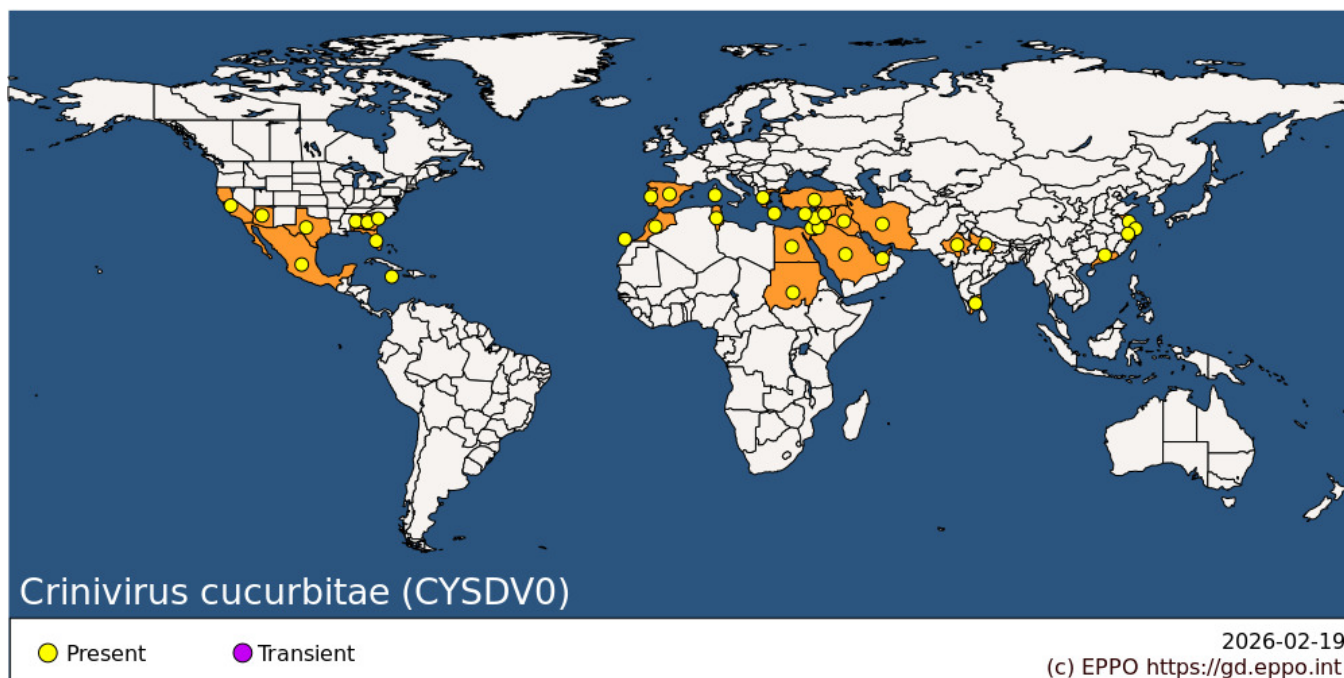 Crinivirus cucurbitae (CYSDV0)
Present
Transient
2026-02-19
(c) EPPO https://gd.eppo.int